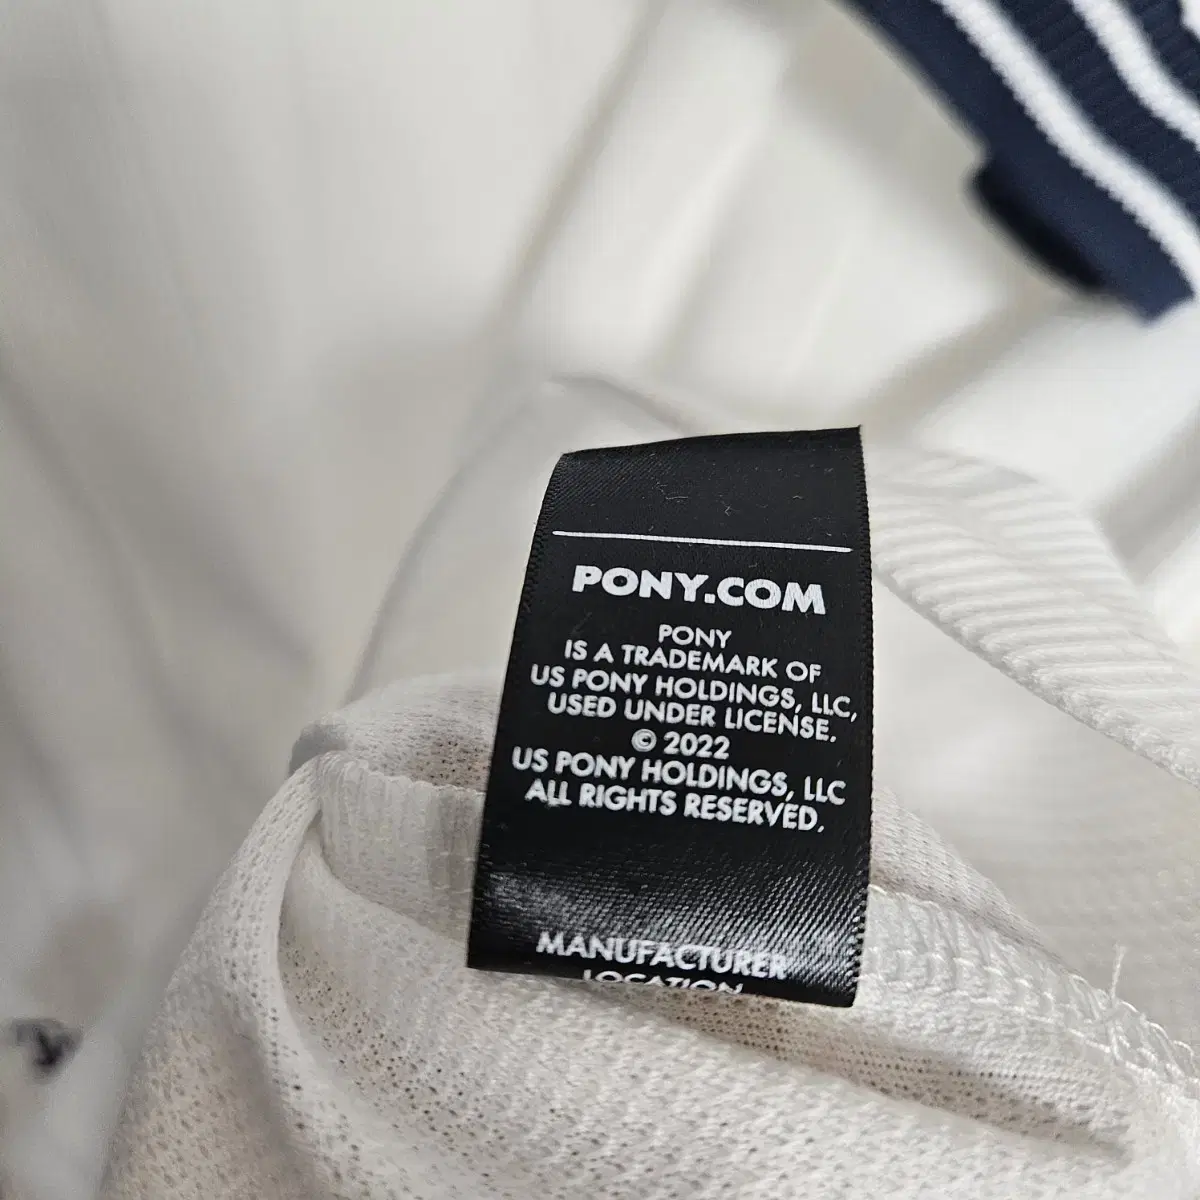 PONY.COM
PONY
IS A TRADEMARK OF
US PONY HOLDINGS, LLC,
USED UNDER LICENSE.
© 2022
US PONY HOLDINGS, LLC
ALL RIGHTS RESERVED.
MANUFACTURER
LOCATION